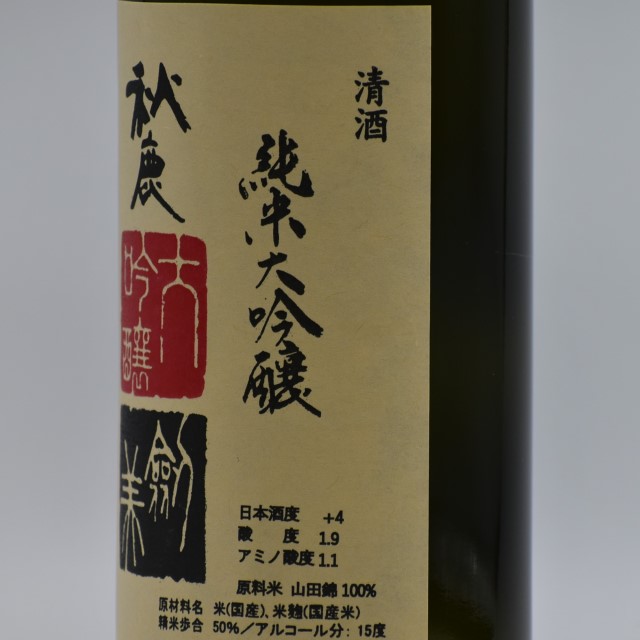 清酒
純米大吟醸
秋鹿
大
吟醸
日本酒度 +4
酸 度 1.9
アミノ酸度 1.1
原料米 山田錦 100%
原材料名 米(国産)、米麹(国産米)
精米歩合 50%/アルコール分: 15度